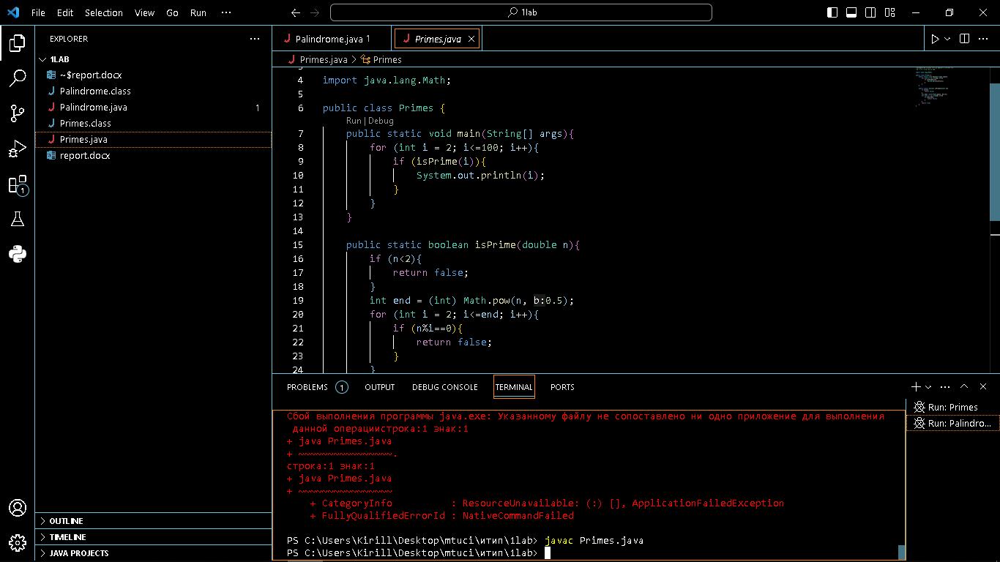 File Edit Selection View Go Run ···
1lab
EXPLORER ···
1LAB
~$report.docx
Palindrome.class
Palindrome.java 1
Primes.class
Primes.java
report.docx
OUTLINE
TIMELINE
JAVA PROJECTS
1
Palindrome.java 1
Primes.java
Primes.java > Primes
4 import java.lang.Math;
5
6 public class Primes {
Run | Debug
7 public static void main(String[] args){
8 for (int i = 2; i<=100; i++){
9 if (isPrime(i)){
10 System.out.println(i);
11 }
12 }
13 }
14
15 public static boolean isPrime(double n){
16 if (n<2){
17 return false;
18 }
19 int end = (int) Math.pow(n, b:0.5);
20 for (int i = 2; i<=end; i++){
21 if (n%i==0){
22 return false;
23 }
24 }
PROBLEMS 1 OUTPUT DEBUG CONSOLE TERMINAL PORTS
Сбой выполнения программы java.exe: Указанному файлу не сопоставлено ни одно приложение для выполнения
данной операциистрока:1 знак:1
+ java Primes.java
+ ~~~~~~~~~~~~~~~~.
строка:1 знак:1
+ java Primes.java
+ ~~~~~~~~~~~~~~~~
+ CategoryInfo : ResourceUnavailable: (:) [], ApplicationFailedException
+ FullyQualifiedErrorId : NativeCommandFailed
PS C:\Users\Kirill\Desktop\mtuci\итип\1lab> javac Primes.java
PS C:\Users\Kirill\Desktop\mtuci\итип\1lab>
Run: Primes
Run: Palindro...